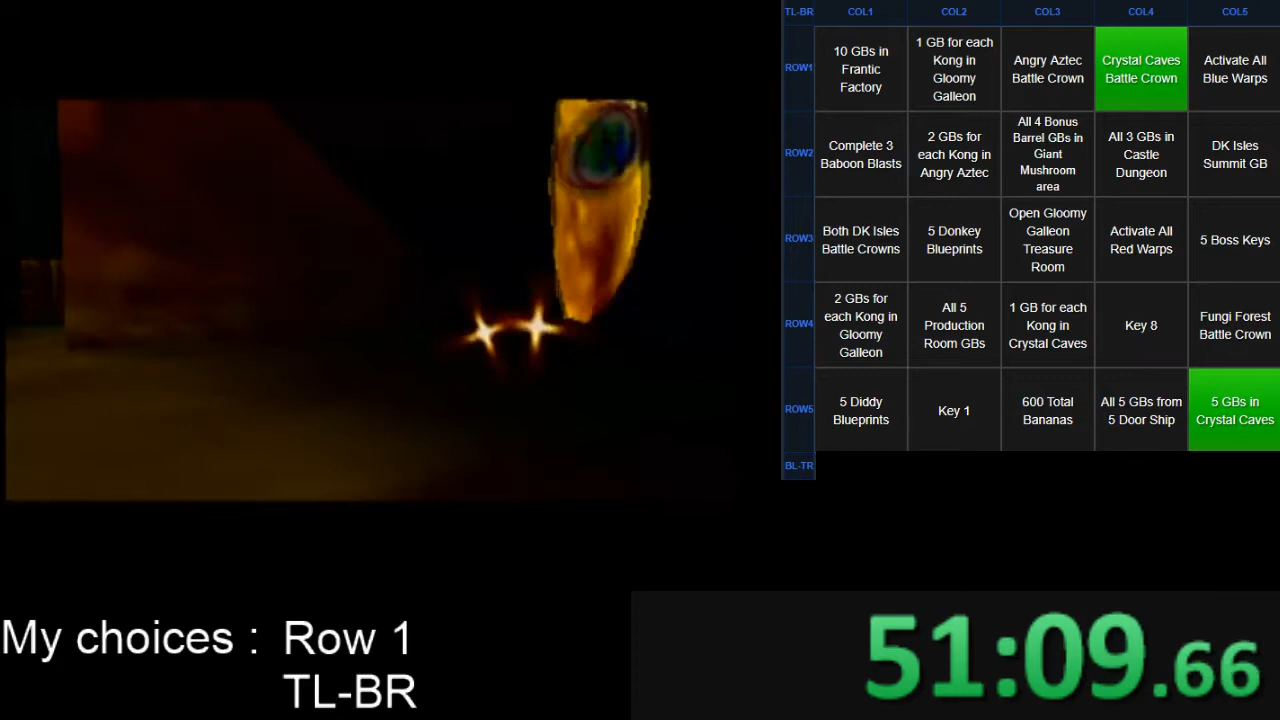 TL-BR COL1 COL2 COL3 COL4 COL5
ROW1
10 GBs in
Frantic
Factory
1 GB for each
Kong in
Gloomy
Galleon
Angry Aztec
Battle Crown
Crystal Caves
Battle Crown
Activate All
Blue Warps
ROW2
Complete 3
Baboon Blasts
2 GBs for
each Kong in
Angry Aztec
All 4 Bonus
Barrel GBs in
Giant
Mushroom
area
All 3 GBs in
Castle
Dungeon
DK Isles
Summit GB
ROW3
Both DK Isles
Battle Crowns
5 Donkey
Blueprints
Open Gloomy
Galleon
Treasure
Room
Activate All
Red Warps
5 Boss Keys
ROW4
2 GBs for
each Kong in
Gloomy
Galleon
All 5
Production
Room GBs
1 GB for each
Kong in
Crystal Caves
Key 8
Fungi Forest
Battle Crown
ROW5
5 Diddy
Blueprints
Key 1
600 Total
Bananas
All 5 GBs from
5 Door Ship
5 GBs in
Crystal Caves
BL-TR
My choices : Row 1
TL-BR
51:09.66